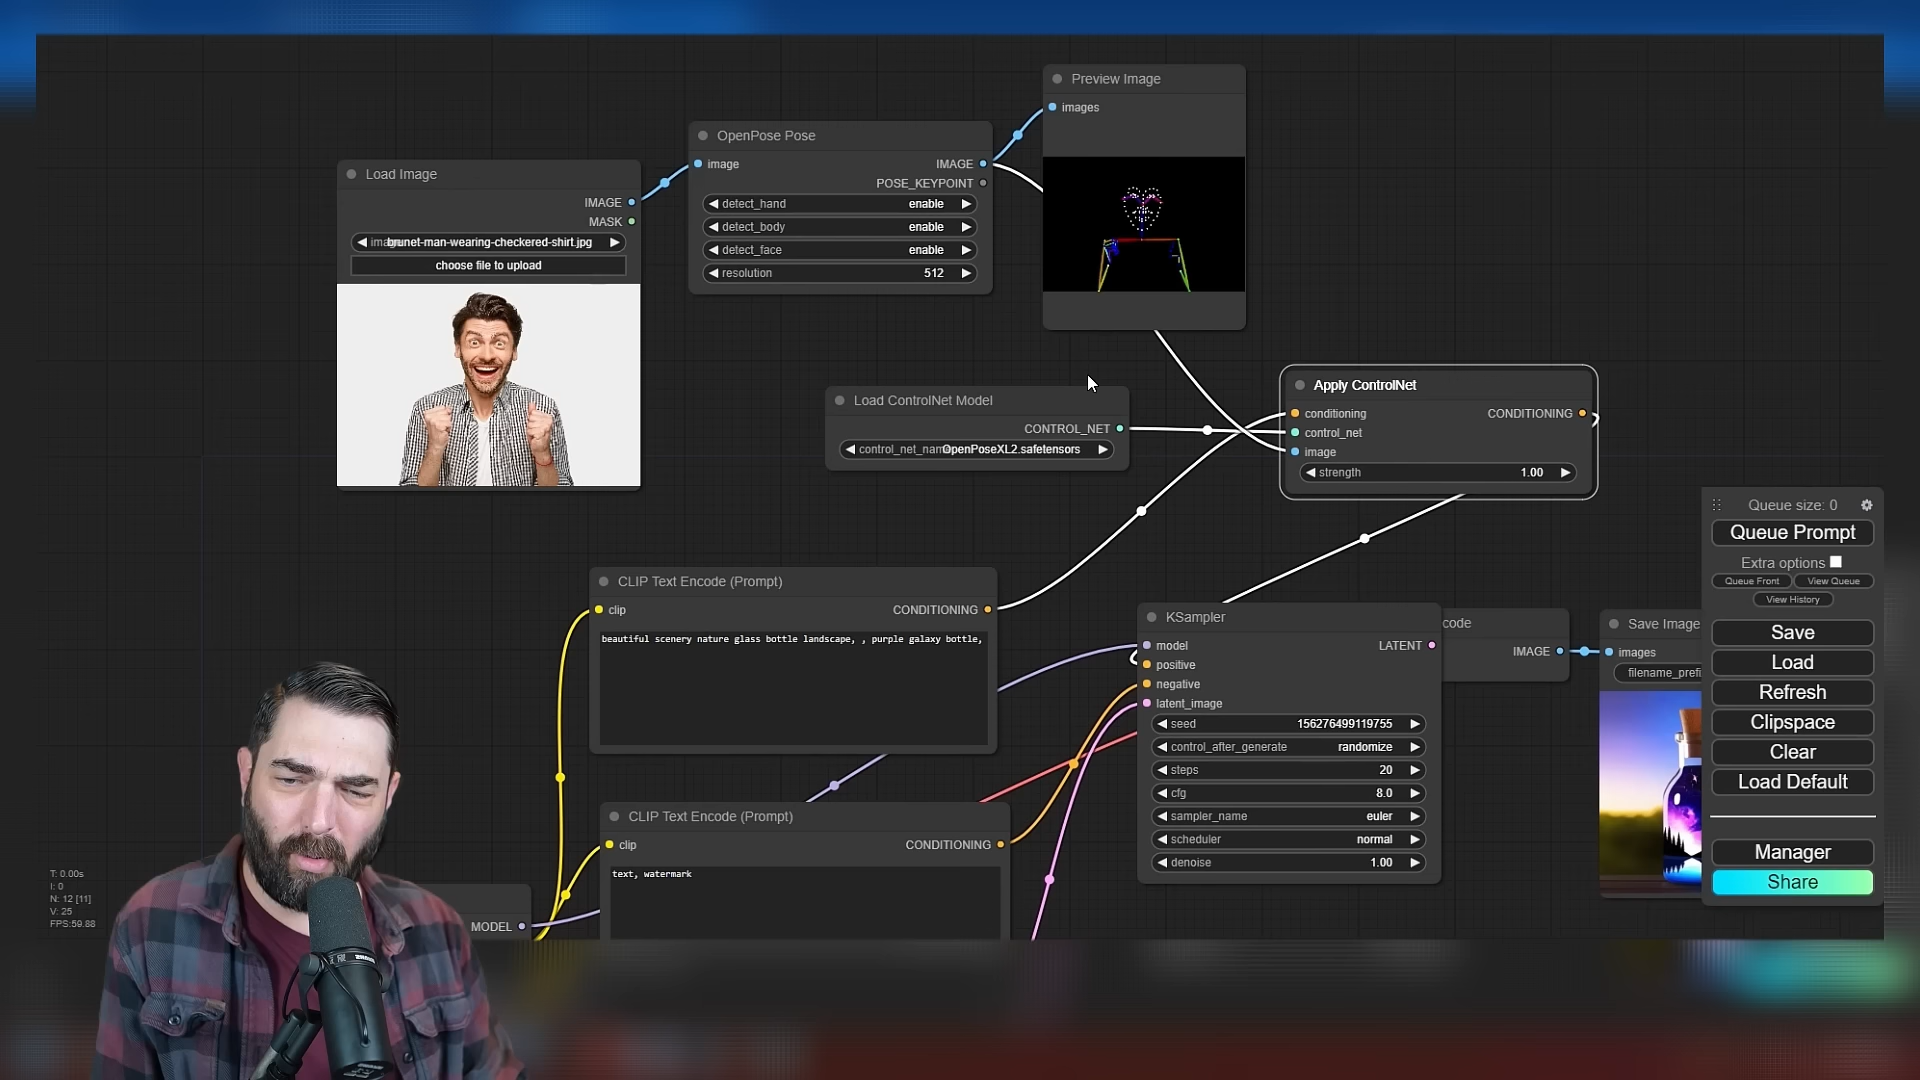 Preview Image
images
OpenPose Pose
image
IMAGE
POSE_KEYPOINT
detect_hand
enable
detect_body
enable
detect_face
enable
resolution
512
Load Image
IMAGE
MASK
brunet-man-wearing-checkered-shirt.jpg
choose file to upload
Load ControlNet Model
CONTROL_NET
control_net_nam
OpenPoseXL2.safetensors
Apply ControlNet
conditioning
CONDITIONING
control_net
image
strength
1.00
CLIP Text Encode (Prompt)
clip
CONDITIONING
beautiful scenery nature glass bottle landscape, , purple galaxy bottle,
CLIP Text Encode (Prompt)
clip
CONDITIONING
text, watermark
MODEL
KSampler
model
LATENT
positive
negative
latent_image
seed
156276499119755
control_after_generate
randomize
steps
20
cfg
8.0
sampler_name
euler
scheduler
normal
denoise
1.00
code
IMAGE
Save Image
images
filename_prefi
Queue size: 0
Queue Prompt
Extra options
Queue Front
View Queue
View History
Save
Load
Refresh
Clipspace
Clear
Load Default
Manager
Share
T: 0.00s
I: 0
N: 12 [11]
V: 25
FPS:59.88